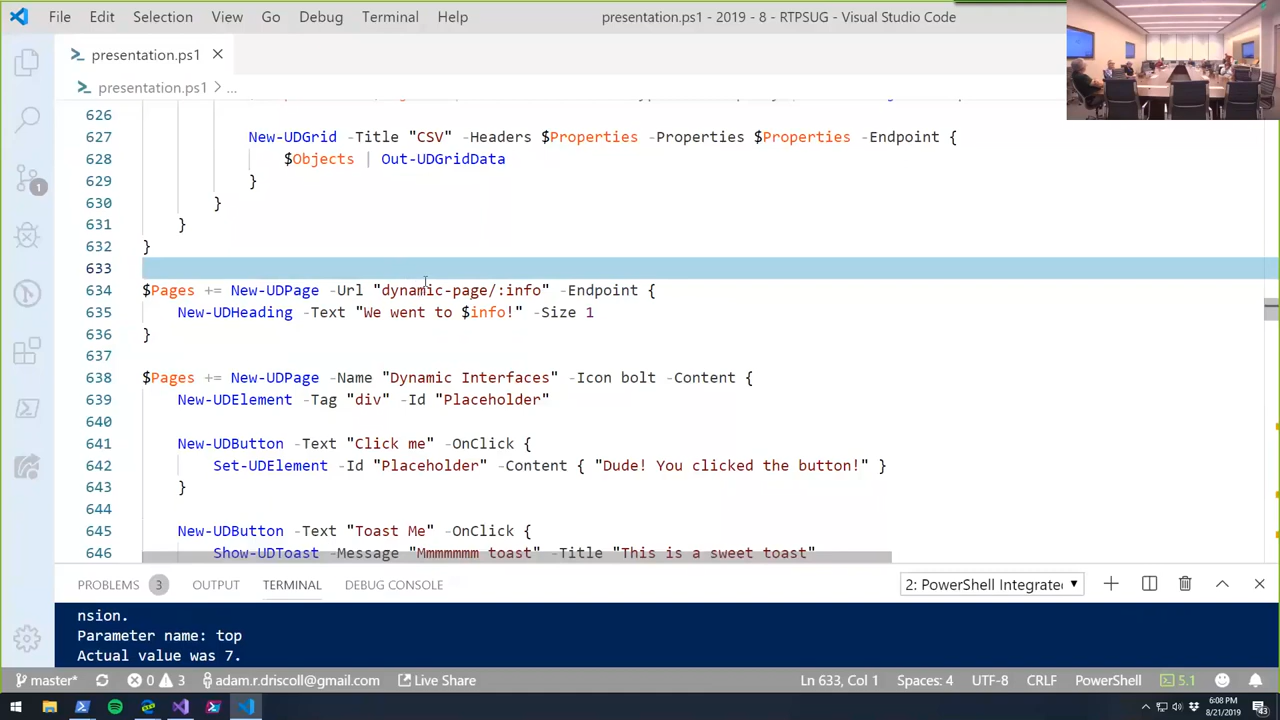 File Edit Selection View Go Debug Terminal Help presentation.ps1 - 2019 - 8 - RTPSUG - Visual Studio Code
presentation.ps1
presentation.ps1 > ...
626
627 New-UDGrid -Title "CSV" -Headers $Properties -Properties $Properties -Endpoint {
628 $Objects | Out-UDGridData
629 }
630 }
631 }
632 }
633
634 $Pages += New-UDPage -Url "dynamic-page/:info" -Endpoint {
635 New-UDHeading -Text "We went to $info!" -Size 1
636 }
637
638 $Pages += New-UDPage -Name "Dynamic Interfaces" -Icon bolt -Content {
639 New-UDElement -Tag "div" -Id "Placeholder"
640
641 New-UDButton -Text "Click me" -OnClick {
642 Set-UDElement -Id "Placeholder" -Content { "Dude! You clicked the button!" }
643 }
644
645 New-UDButton -Text "Toast Me" -OnClick {
646 Show-UDToast -Message "Mmmmmmm toast" -Title "This is a sweet toast"
1
PROBLEMS 3 OUTPUT TERMINAL DEBUG CONSOLE 2: PowerShell Integrate
nsion.
Parameter name: top
Actual value was 7.
master* 0 3 adam.r.driscoll@gmail.com Live Share Ln 633, Col 1 Spaces: 4 UTF-8 CRLF PowerShell 5.1
6:08 PM
8/21/2019
43